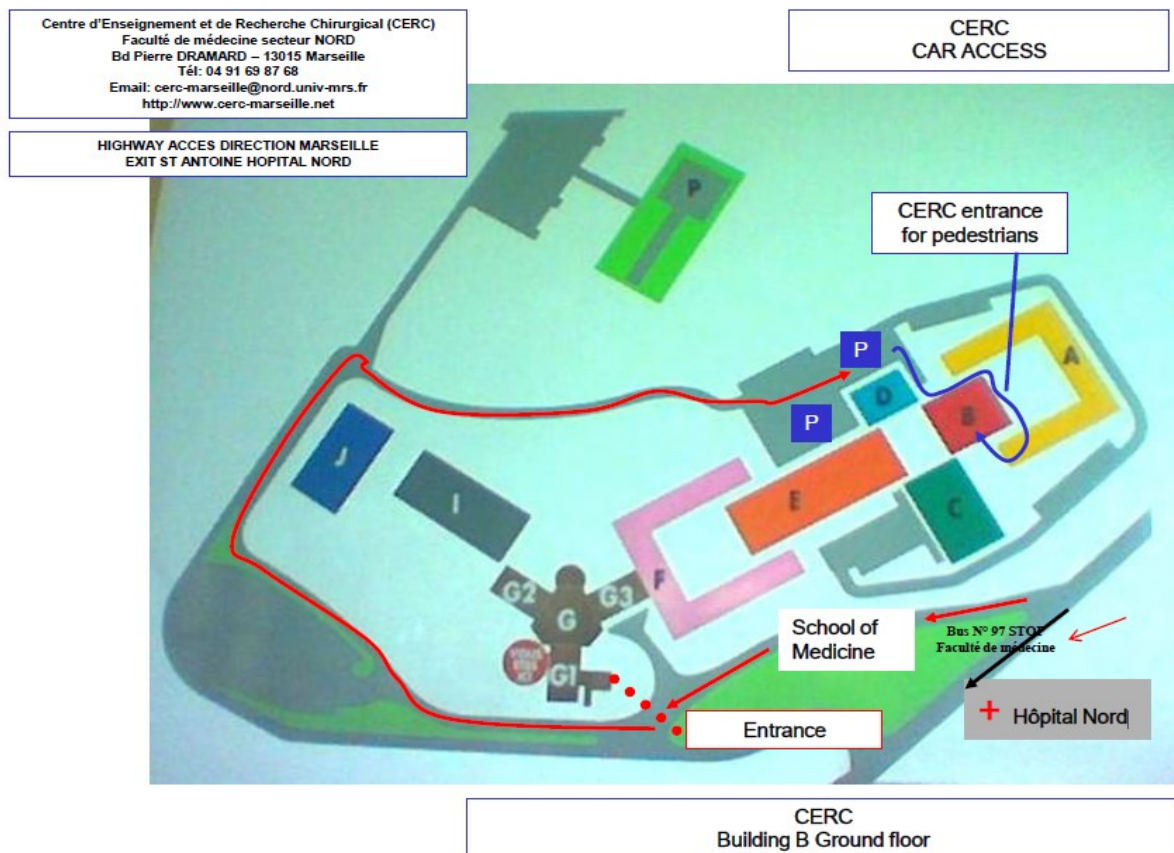 Centre d'Enseignement et de Recherche Chirurgical (CERC)
Faculté de médecine secteur NORD
Bd Pierre DRAMARD – 13015 Marseille
Tél: 04 91 69 87 68
Email: cerc-marseille@nord.univ-mrs.fr
http://www.cerc-marseille.net
CERC
CAR ACCESS
HIGHWAY ACCES DIRECTION MARSEILLE
EXIT ST ANTOINE HOPITAL NORD
P
CERC entrance
for pedestrians
P
A
D
B
P
J
I
E
C
F
G2
G3
G
VOUS
ETES
ICI
G1
School of
Medicine
Bus N° 97 STOP
Faculté de médecine
Entrance
+ Hôpital Nord
CERC
Building B Ground floor